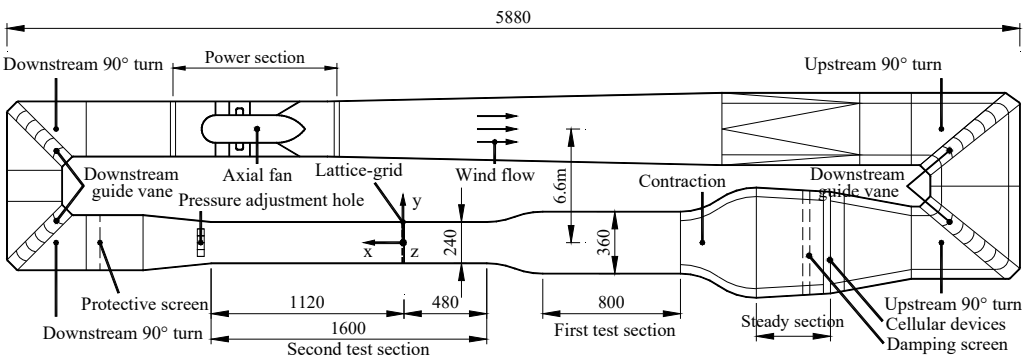 5880
Downstream 90° turn
Power section
Upstream 90° turn
Downstream
guide vane
Axial fan
Lattice-grid
Wind flow
6.6m
Contraction
Downstream
guide vane
Pressure adjustment hole
y
x
z
240
360
Protective screen
1120
480
800
Upstream 90° turn
Downstream 90° turn
1600
First test section
Steady section
Cellular devices
Second test section
Damping screen